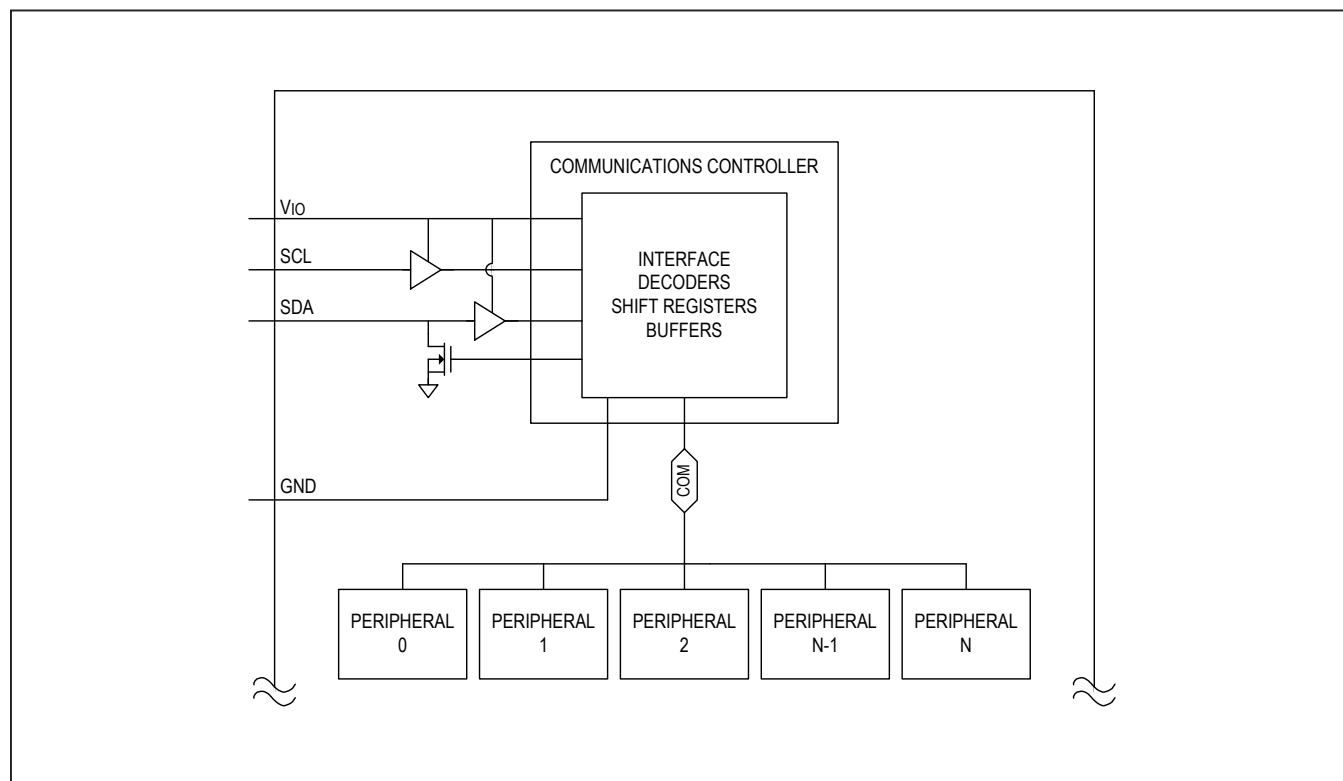 COMMUNICATIONS CONTROLLER
VIO
SCL
SDA
INTERFACE
DECODERS
SHIFT REGISTERS
BUFFERS
GND
COM
PERIPHERAL
0
PERIPHERAL
1
PERIPHERAL
2
PERIPHERAL
N-1
PERIPHERAL
N